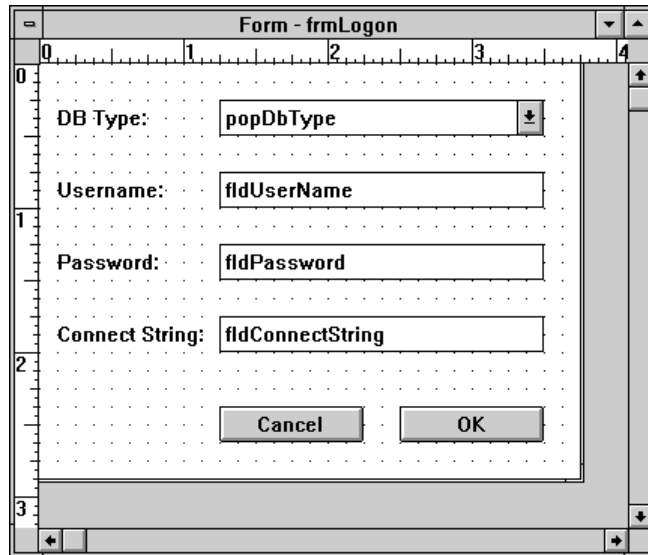 Form - frmLogon
0 1 2 3 4
0
DB Type: popDbType
Username: fldUserName
1
Password: fldPassword
Connect String: fldConnectString
2
Cancel OK
3